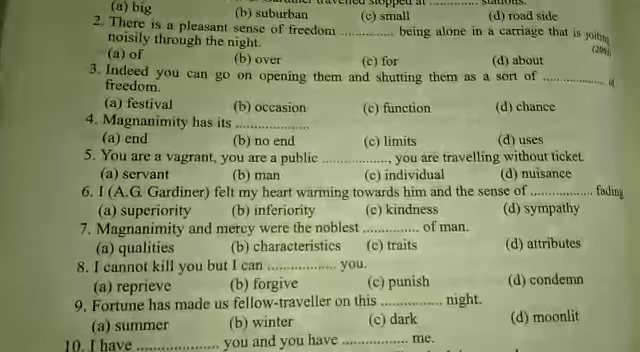 travelled stopped at .............. stations.
(a) big (b) suburban (c) small (d) road side
2. There is a pleasant sense of freedom .............. being alone in a carriage that is jolting
noisily through the night.
(a) of (b) over (c) for (d) about
3. Indeed you can go on opening them and shutting them as a sort of ................. of
freedom.
(a) festival (b) occasion (c) function (d) chance
4. Magnanimity has its ...................
(a) end (b) no end (c) limits (d) uses
5. You are a vagrant, you are a public ................., you are travelling without ticket.
(a) servant (b) man (c) individual (d) nuisance
6. I (A.G. Gardiner) felt my heart warming towards him and the sense of ................ fading
(a) superiority (b) inferiority (c) kindness (d) sympathy
7. Magnanimity and mercy were the noblest .............. of man.
(a) qualities (b) characteristics (c) traits (d) attributes
8. I cannot kill you but I can ................. you.
(a) reprieve (b) forgive (c) punish (d) condemn
9. Fortune has made us fellow-traveller on this ............... night.
(a) summer (b) winter (c) dark (d) moonlit
10. I have .................... you and you have ................ me.